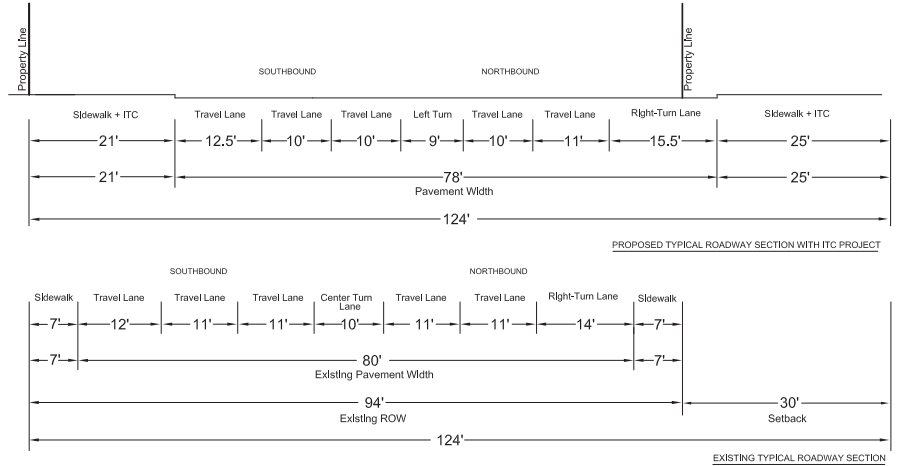 Property Line
Property Line
SOUTHBOUND NORTHBOUND
Sidewalk + ITC Travel Lane Travel Lane Travel Lane Left Turn Travel Lane Travel Lane Right-Turn Lane Sidewalk + ITC
21' 12.5' 10' 10' 9' 10' 11' 15.5' 25'
21' 78' 25'
Pavement Width
124'
PROPOSED TYPICAL ROADWAY SECTION WITH ITC PROJECT
SOUTHBOUND NORTHBOUND
Sidewalk Travel Lane Travel Lane Travel Lane Center Turn Lane Travel Lane Travel Lane Right-Turn Lane Sidewalk
7' 12' 11' 11' 10' 11' 11' 14' 7'
7' 80' 7'
Existing Pavement Width
94' 30'
Existing ROW Setback
124'
EXISTING TYPICAL ROADWAY SECTION